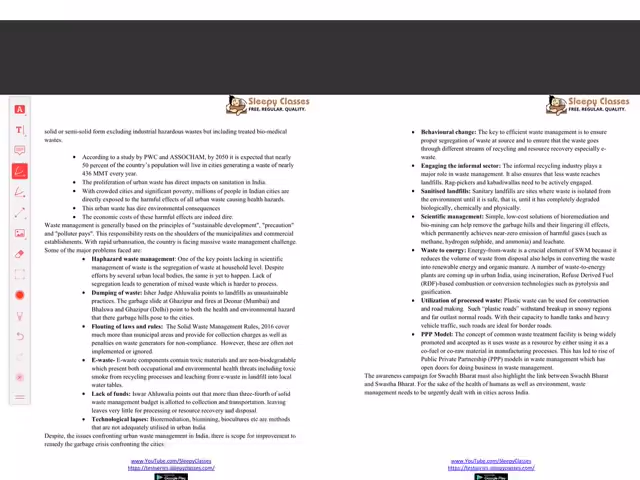 Sleepy Classes
FREE. REGULAR. QUALITY.
solid or semi-solid form excluding industrial hazardous wastes but including treated bio-medical
wastes.
• According to a study by PWC and ASSOCHAM, by 2050 it is expected that nearly
50 percent of the country's population will live in cities generating a waste of nearly
436 MMT every year.
• The proliferation of urban waste has direct impacts on sanitation in India.
• With crowded cities and significant poverty, millions of people in Indian cities are
directly exposed to the harmful effects of all urban waste causing health hazards.
• This urban waste has dire environmental consequences
• The economic costes of these harmful effects are indeed dire.
Waste management is generally based on the principles of "sustainable development", "precaution"
and "polluter pays". This responsibility rests on the shoulders of the municipalities and commercial
establishments. With rapid urbanisation, the country is facing massive waste management challenge.
Some of the major problems faced are:
• Haphazard waste management: One of the key points lacking in scientific
management of waste is the segregation of waste at household level. Despite
efforts by several urban local bodies, the same is yet to happen. Lack of
segregation leads to generation of mixed waste which is harder to process.
• Dumping of waste: Isher Judge Ahluwalia points to landfills as unsustainable
practices. The garbage slide at Ghazipur and fires at Deonar (Mumbai) and
Bhalswa and Ghazipur (Delhi) point to both the health and environmental hazard
that there garbage hills pose to the cities.
• Flouting of laws and rules: The Solid Waste Management Rules, 2016 cover
much more than municipal areas and provide for collection charges as well as
penalties on waste generators for non-compliance. However, these are often not
implemented or ignored.
• E-waste- E-waste components contain toxic materials and are non-biodegradable
which present both occupational and environmental health threats including toxic
smoke from recycling processes and leaching from e-waste in landfill into local
water tables.
• Lack of funds: Iswar Ahluwalia points out that more than three-fourth of solid
waste management budget is allotted to collection and transportation. leaving
leaves very little for processing or resource recovery and disposal.
• Technological lapses: Bioremediation, biomining, biocultures etc are methods
that are not adequately utilised in urban India
Despite, the issues confronting urban waste management in India, there is scope for improvement to
remedy the garbage crisis confronting the cities:
www.YouTube.com/SleepyClasses
https://testseries.sleepyclasses.com/
Google Play
Sleepy Classes
FREE. REGULAR. QUALITY.
• Behavioural change: The key to efficient waste management is to ensure
proper segregation of waste at source and to ensure that the waste goes
through different streams of recycling and resource recovery especially e-
waste.
• Engaging the informal sector: The informal recycling industry plays a
major role in waste management. It also ensures that less waste reaches
landfills. Rag-pickers and kabadiwallas need to be actively engaged.
• Sanitised landfills: Sanitary landfills are sites where waste is isolated from
the environment until it is safe, that is, until it has completely degraded
biologically, chemically and physically.
• Scientific management: Simple, low-cost solutions of bioremediation and
bio-mining can help remove the garbage hills and their lingering ill effects,
which permanently achieves near-zero emission of harmful gases (such as
methane, hydrogen sulphide, and ammonia) and leachate.
• Waste to energy: Energy-from-waste is a crucial element of SWM because it
reduces the volume of waste from disposal also helps in converting the waste
into renewable energy and organic manure. A number of waste-to-energy
plants are coming up in urban India, using incineration, Refuse Derived Fuel
(RDF)-based combustion or conversion technologies such as pyrolysis and
gasification.
• Utilization of processed waste: Plastic waste can be used for construction
and road making. Such "plastic roads" withstand breakup in snowy regions
and far outlast normal roads. With their capacity to handle tanks and heavy
vehicle traffic, such roads are ideal for border roads.
• PPP Model: The concept of common waste treatment facility is being widely
promoted and accepted as it uses waste as a resource by either using it as a
co-fuel or co-raw material in manufacturing processes. This has led to rise of
Public Private Partnership (PPP) models in waste management which has
open doors for doing business in waste management.
The awareness campaign for Swachh Bharat must also highlight the link between Swachh Bharat
and Swastha Bharat. For the sake of the health of humans as well as environment, waste
management needs to be urgently dealt with in cities across India.
www.YouTube.com/SleepyClasses
https://testseries.sleepyclasses.com/
Google Play